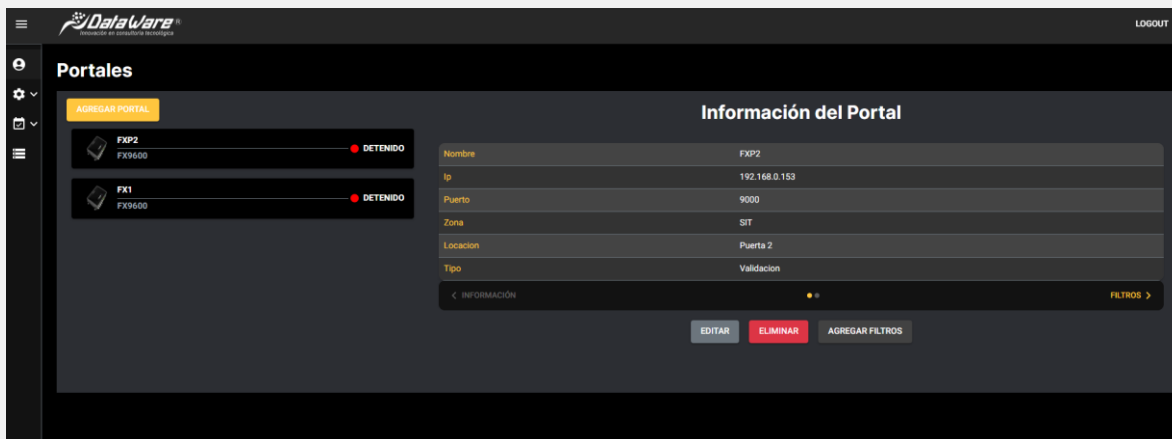 DataWare®
Innovación en consultoría tecnológica
LOGOUT
Portales
AGREGAR PORTAL
FXP2
FX9600
DETENIDO
FX1
FX9600
DETENIDO
Información del Portal
Nombre FXP2
Ip 192.168.0.153
Puerto 9000
Zona SIT
Locacion Puerta 2
Tipo Validacion
INFORMACIÓN FILTROS
EDITAR ELIMINAR AGREGAR FILTROS